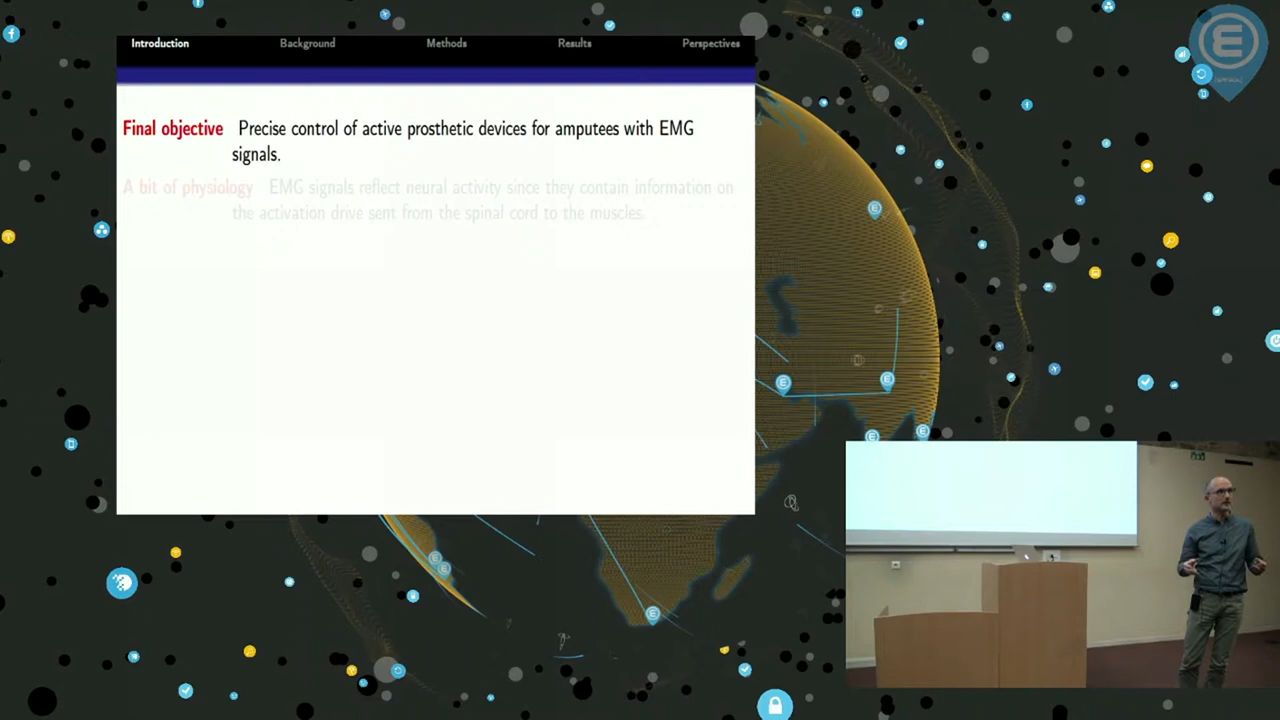 Introduction
Background
Methods
Results
Perspectives
Final objective Precise control of active prosthetic devices for amputees with EMG
signals.
A bit of physiology EMG signals reflect neural activity since they contain information on
the activation drive sent from the spinal cord to the muscles.